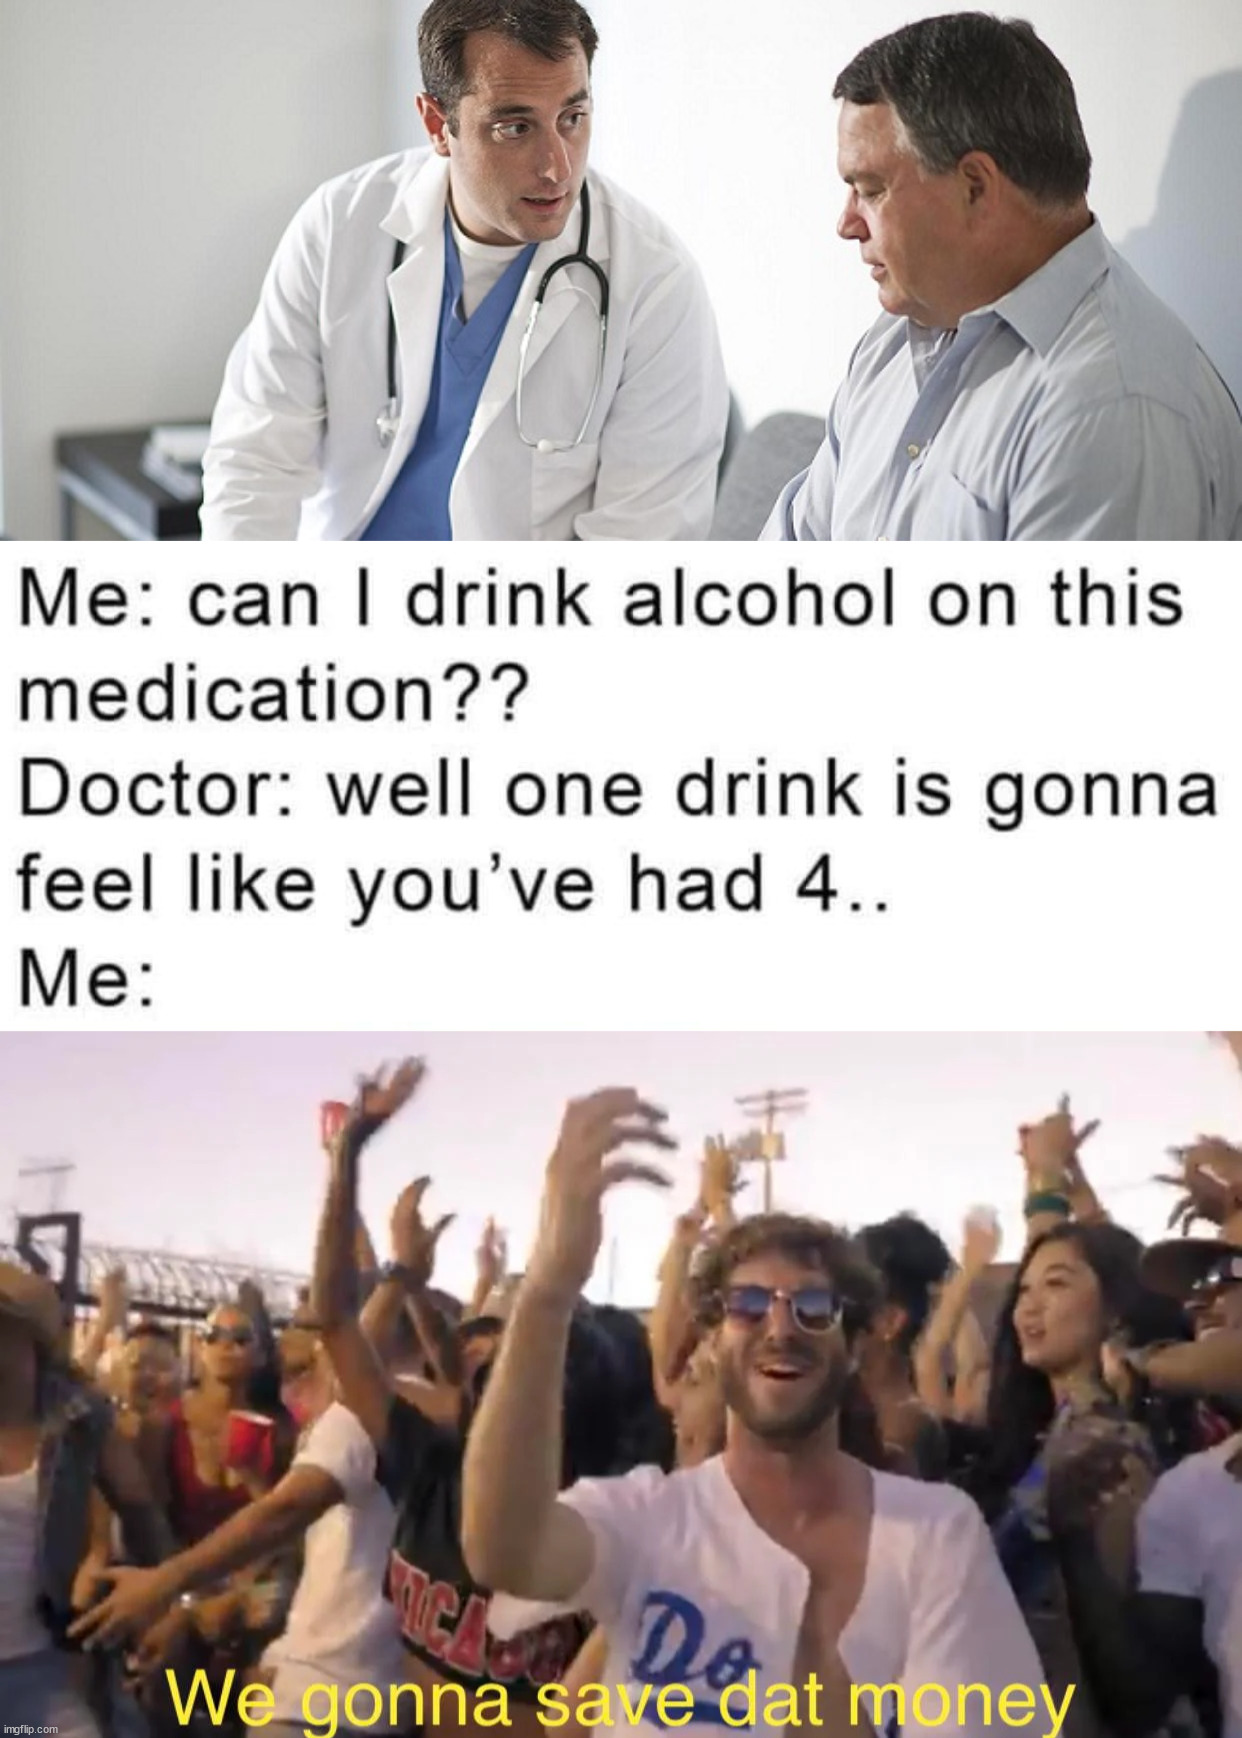 Me: can I drink alcohol on this
medication??
Doctor: well one drink is gonna
feel like you’ve had 4..
Me:
Do
We gonna save dat money
imgflip.com